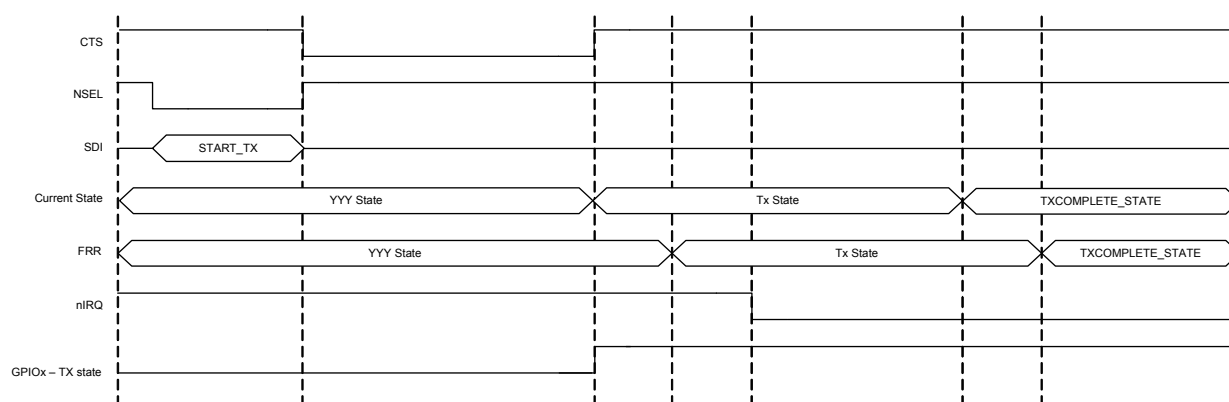 CTS
NSEL
SDI START_TX
Current State YYY State Tx State TXCOMPLETE_STATE
FRR YYY State Tx State TXCOMPLETE_STATE
nIRQ
GPIOx – TX state